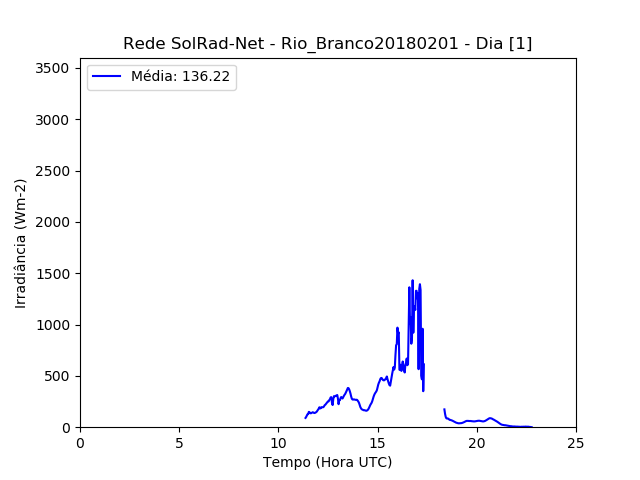 Rede SolRad-Net - Rio_Branco20180201 - Dia [1]
Média: 136.22
3500
3000
2500
2000
1500
1000
500
0
Irradiância (Wm-2)
0 5 10 15 20 25
Tempo (Hora UTC)